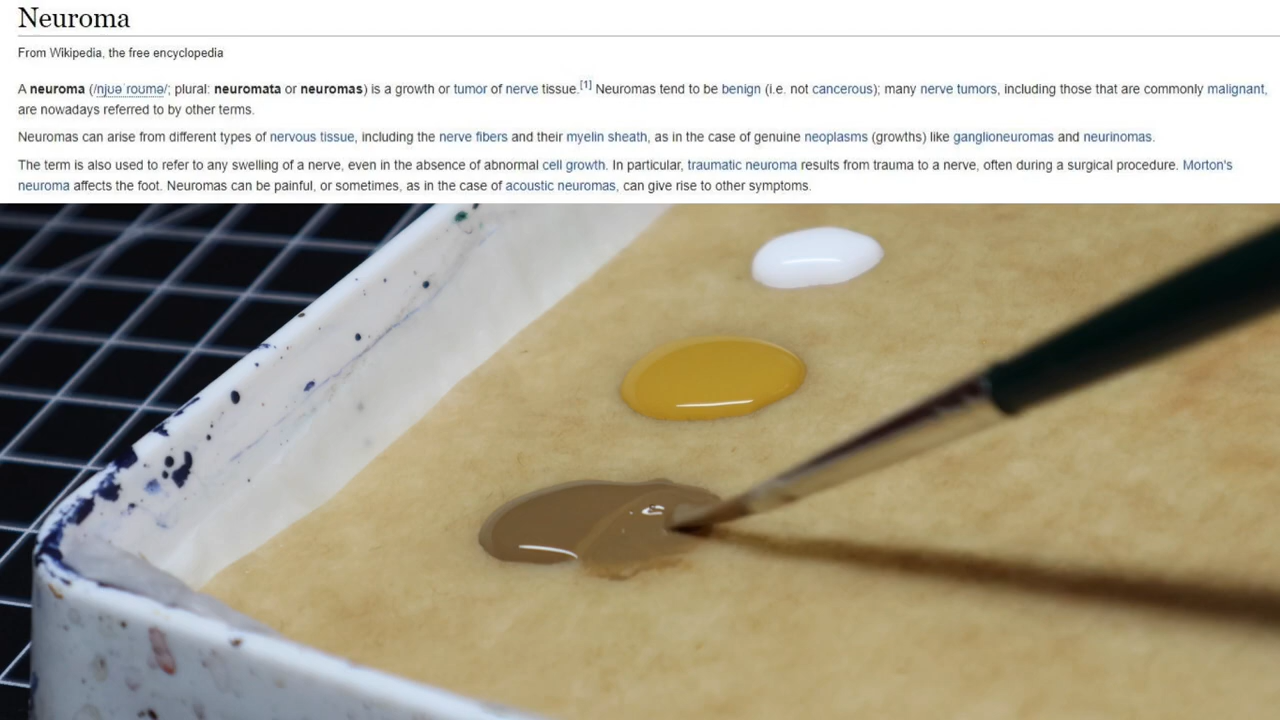 Neuroma
From Wikipedia, the free encyclopedia
A neuroma (/njʊəˈroʊmə/; plural: neuromata or neuromas) is a growth or tumor of nerve tissue.[1] Neuromas tend to be benign (i.e. not cancerous); many nerve tumors, including those that are commonly malignant,
are nowadays referred to by other terms.
Neuromas can arise from different types of nervous tissue, including the nerve fibers and their myelin sheath, as in the case of genuine neoplasms (growths) like ganglioneuromas and neurinomas.
The term is also used to refer to any swelling of a nerve, even in the absence of abnormal cell growth. In particular, traumatic neuroma results from trauma to a nerve, often during a surgical procedure. Morton's
neuroma affects the foot. Neuromas can be painful, or sometimes, as in the case of acoustic neuromas, can give rise to other symptoms.